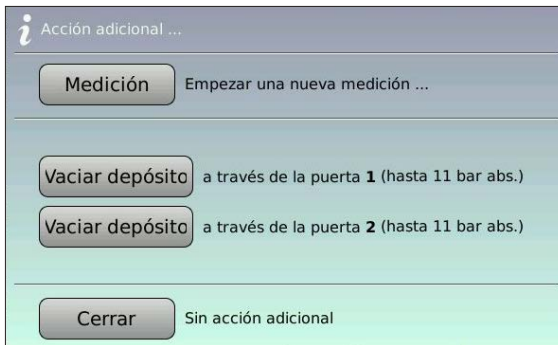 Acción adicional ...
Medición Empezar una nueva medición ...
Vaciar depósito a través de la puerta 1 (hasta 11 bar abs.)
Vaciar depósito a través de la puerta 2 (hasta 11 bar abs.)
Cerrar Sin acción adicional